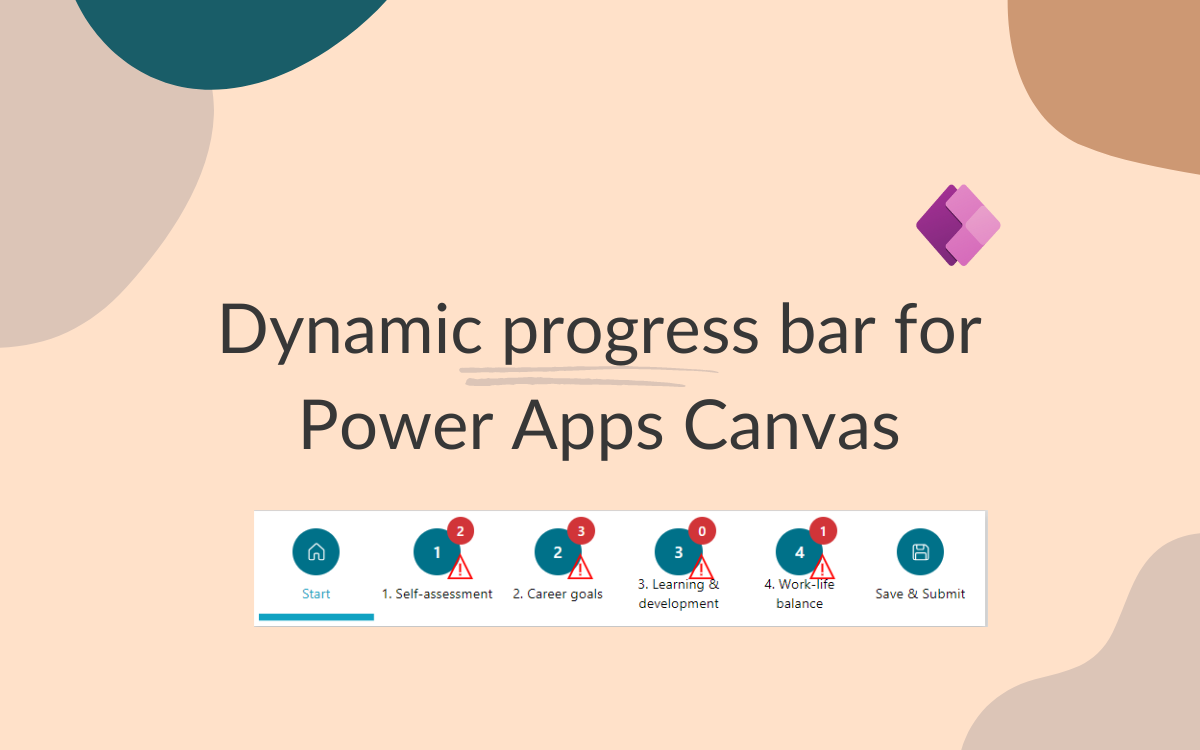 Dynamic progress bar for
Power Apps Canvas
2
3
0
1
1
2
3
4
Start
1. Self-assessment
2. Career goals
3. Learning &
development
4. Work-life
balance
Save & Submit